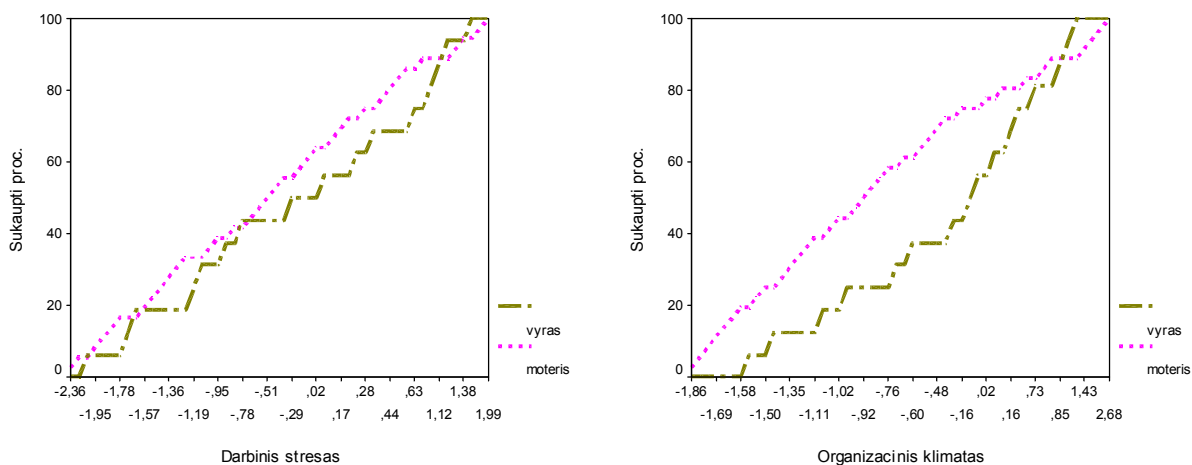 100
80
60
40
20
0
Sukaupti proc.
-2,36 -1,78 -1,36 -,95 -,51 ,02 ,28 ,63 1,38
-1,95 -1,57 -1,19 -,78 -,29 ,17 ,44 1,12 1,99
Darbinis stresas
vyras
moteris
100
80
60
40
20
0
Sukaupti proc.
-1,86 -1,58 -1,35 -1,02 -,76 -,48 ,02 ,73 1,43
-1,69 -1,50 -1,11 -,92 -,60 -,16 ,16 ,85 2,68
Organizacinis klimatas
vyras
moteris